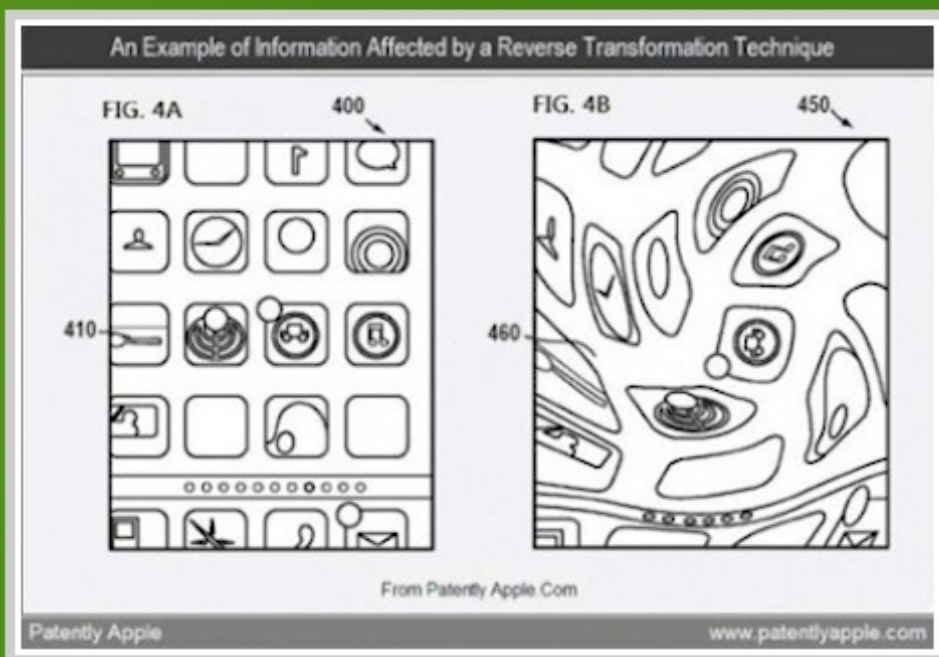 An Example of Information Affected by a Reverse Transformation Technique
FIG. 4A
400
FIG. 4B
450
410
460
From Patently Apple Com
Patently Apple
www.patentlyapple.com